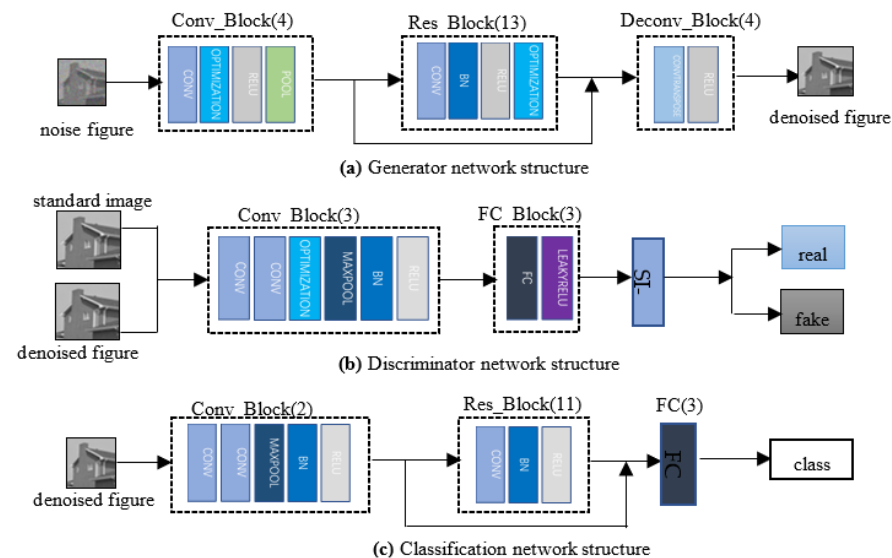 Conv_Block(4)
Res_Block(13)
Deconv_Block(4)
CONV
OPTIMIZATION
RELU
POOL
CONV
BN
RELU
OPTIMIZATION
CONVTRANSPOSE
RELU
noise figure
denoised figure
(a) Generator network structure
standard image
Conv_Block(3)
FC_Block(3)
CONV
CONV
OPTIMIZATION
MAXPOOL
BN
RELU
FC
LEAKYRELU
SI-
real
fake
denoised figure
(b) Discriminator network structure
Conv_Block(2)
Res_Block(11)
FC(3)
CONV
CONV
MAXPOOL
BN
RELU
CONV
BN
RELU
FC
class
denoised figure
(c) Classification network structure